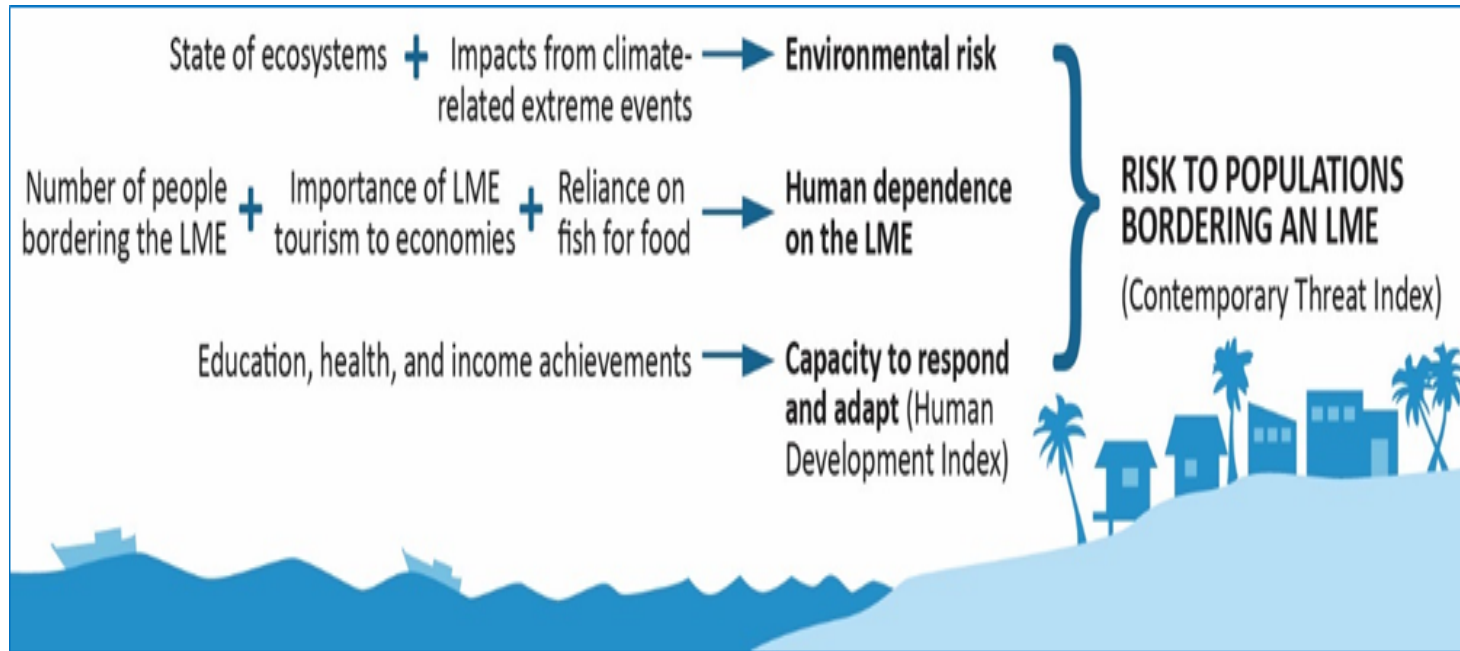 State of ecosystems + Impacts from climate-
related extreme events
Environmental risk
Number of people
bordering the LME
+ Importance of LME
tourism to economies
+ Reliance on
fish for food
Human dependence
on the LME
Education, health, and income achievements
Capacity to respond
and adapt (Human
Development Index)
RISK TO POPULATIONS
BORDERING AN LME
(Contemporary Threat Index)